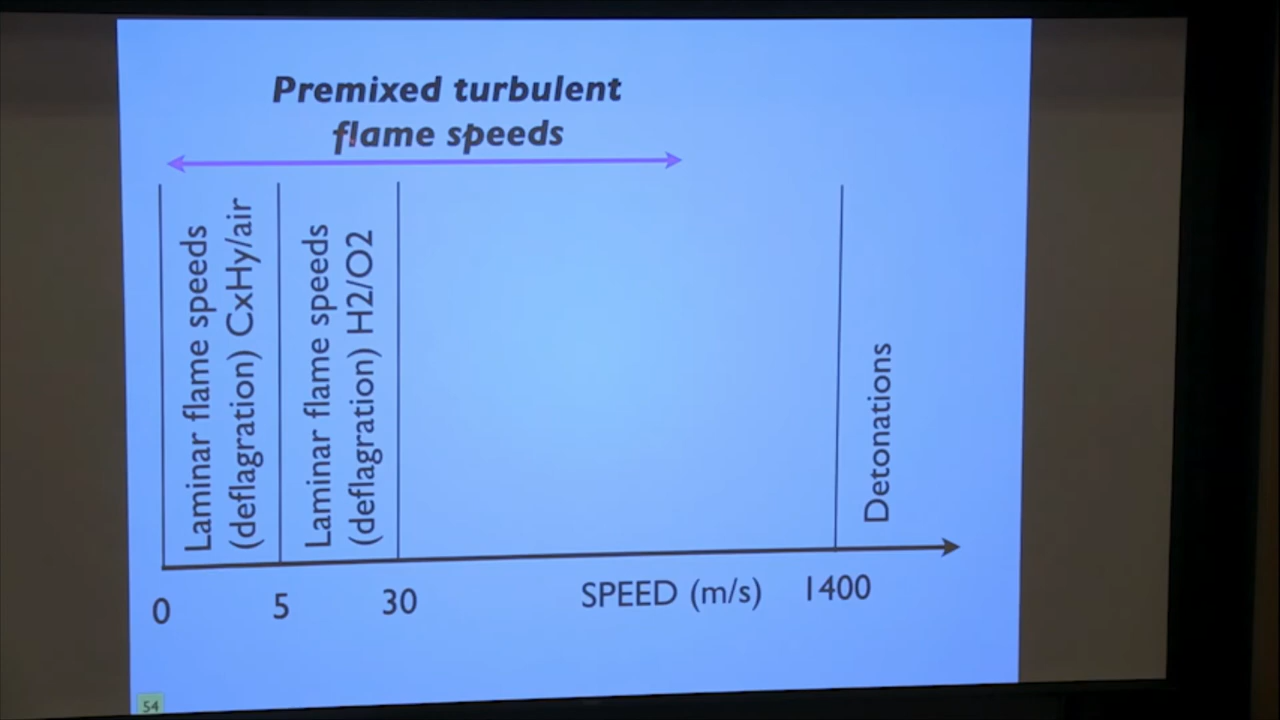 Premixed turbulent
flame speeds
Laminar flame speeds
(deflagration) CxHy/air
Laminar flame speeds
(deflagration) H2/O2
Detonations
0
5
30
SPEED (m/s)
1400
54